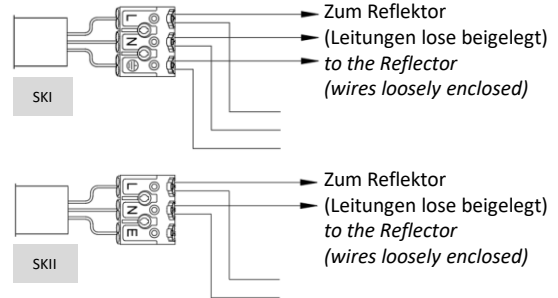 L
N
Zum Reflektor
(Leitungen lose beigelegt)
to the Reflector
(wires loosely enclosed)
SKI
L
N
E
Zum Reflektor
(Leitungen lose beigelegt)
to the Reflector
(wires loosely enclosed)
SKII